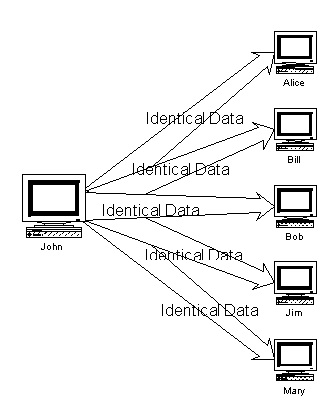 Alice
Identical Data
Bill
Identical Data
Identical Data
Bob
John
Identical Data
Jim
Identical Data
Mary